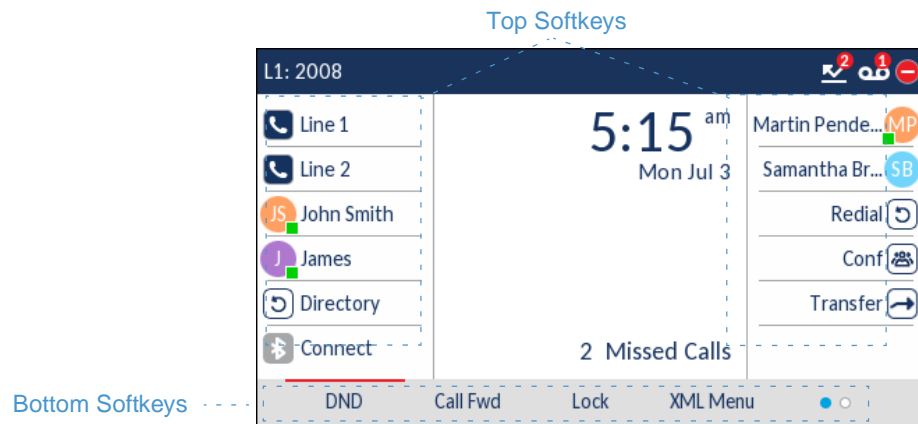 Top Softkeys
L1: 2008
2
1
Line 1
5:15 am
Martin Pende... MP
Line 2
Mon Jul 3
Samantha Br... SB
JS John Smith
Redial
J James
Conf
Directory
Transfer
Connect
2 Missed Calls
Bottom Softkeys
DND
Call Fwd
Lock
XML Menu